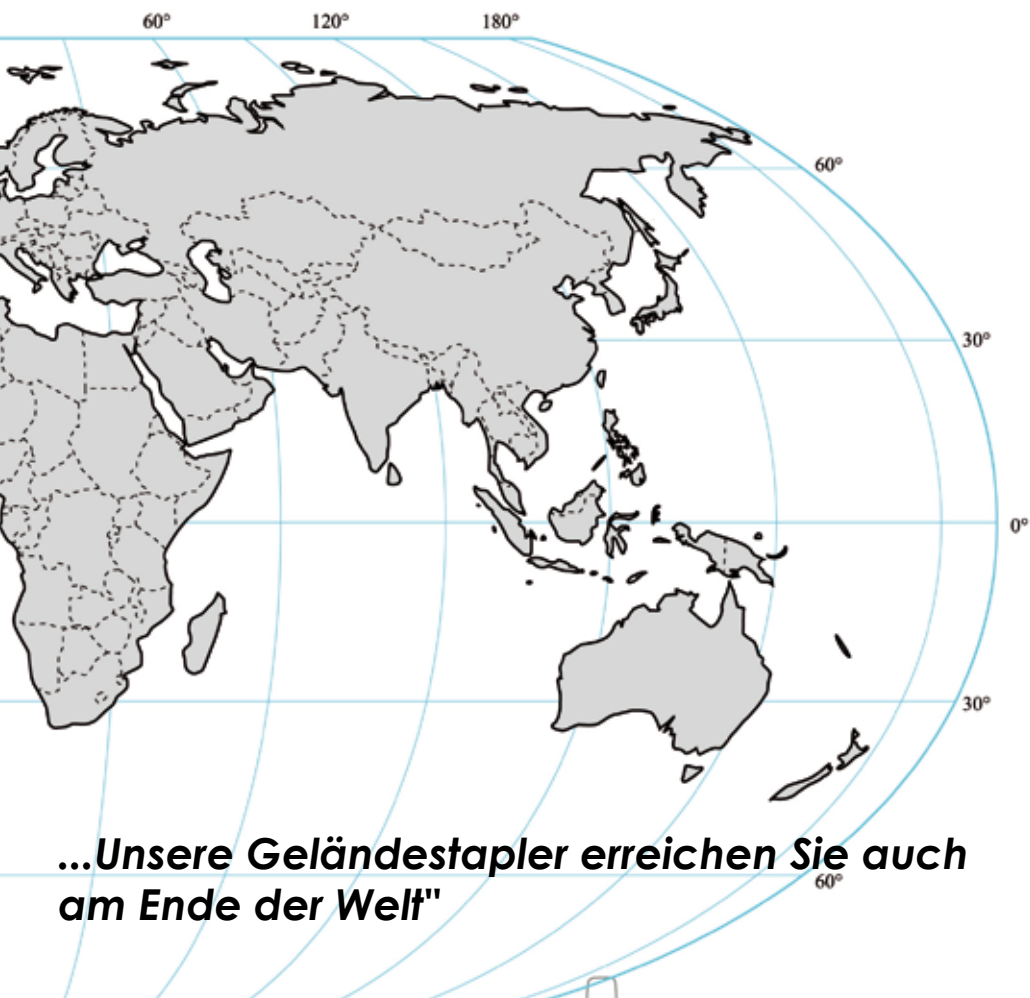 60° 120° 180°
60°
30°
0°
30°
...Unsere Geländestapler erreichen Sie auch
60°
am Ende der Welt"